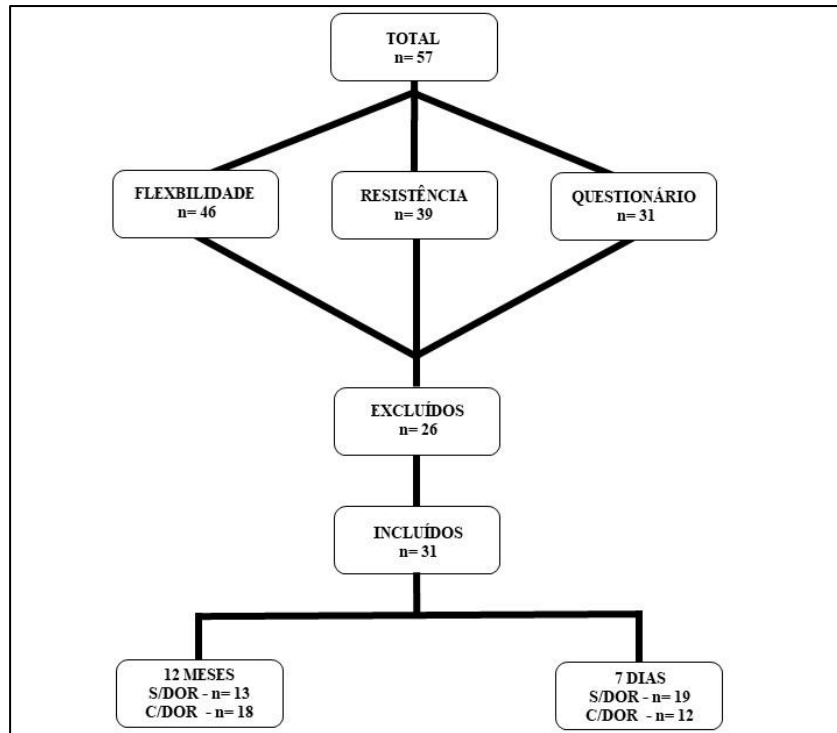 TOTAL
n= 57
FLEXBILIDADE
n= 46
RESISTÊNCIA
n= 39
QUESTIONÁRIO
n= 31
EXCLUÍDOS
n= 26
INCLUÍDOS
n= 31
12 MESES
S/DOR - n= 13
C/DOR - n= 18
7 DIAS
S/DOR - n= 19
C/DOR - n= 12